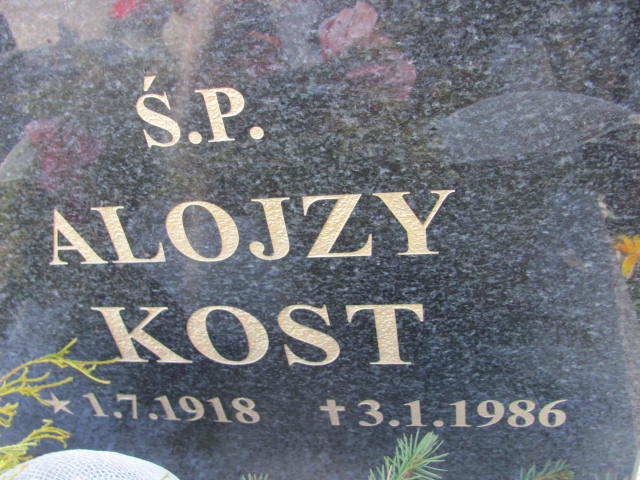 Ś.P.
ALOJZY
KOST
★ 1.7.1918 ✝ 3.1.1986